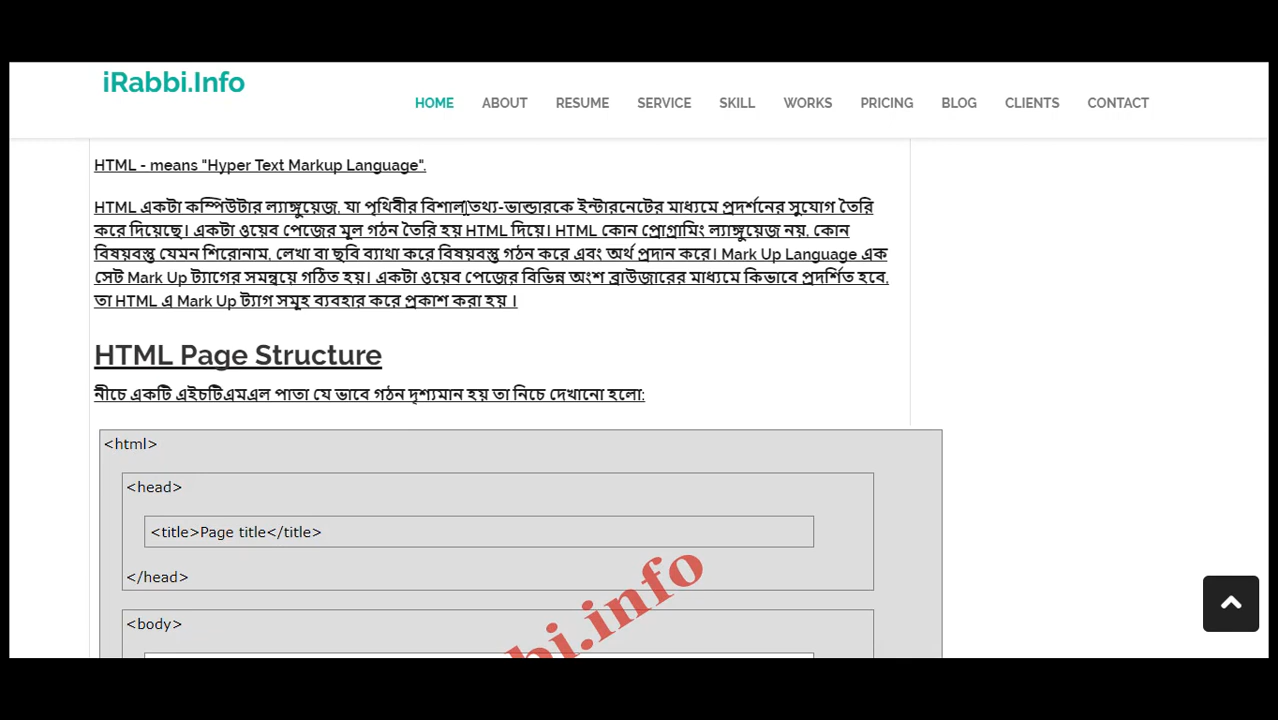 iRabbi.Info
HOME ABOUT RESUME SERVICE SKILL WORKS PRICING BLOG CLIENTS CONTACT
HTML - means "Hyper Text Markup Language".
HTML একটা কম্পিউটার ল্যাঙ্গুয়েজ, যা পৃথিবীর বিশাল তথ্য-ভান্ডারকে ইন্টারনেটের মাধ্যমে প্রদর্শনের সুযোগ তৈরি
করে দিয়েছে। একটা ওয়েব পেজের মূল গঠন তৈরি হয় HTML দিয়ে। HTML কোন প্রোগ্রামিং ল্যাঙ্গুয়েজ নয়, কোন
বিষয়বস্তু যেমন শিরোনাম, লেখা বা ছবি ব্যাথা করে বিষয়বস্তু গঠন করে এবং অর্থ প্রদান করে। Mark Up Language এক
সেট Mark Up ট্যাগের সমন্বয়ে গঠিত হয়। একটা ওয়েব পেজের বিভিন্ন অংশ ব্রাউজারের মাধ্যমে কিভাবে প্রদর্শিত হবে,
তা HTML এ Mark Up ট্যাগ সমূহ ব্যবহার করে প্রকাশ করা হয় ।
HTML Page Structure
নীচে একটি এইচটিএমএল পাতা যে ভাবে গঠন দৃশ্যমান হয় তা নিচে দেখানো হলো:
<html>
<head>
<title>Page title</title>
</head>
<body>
bi.info